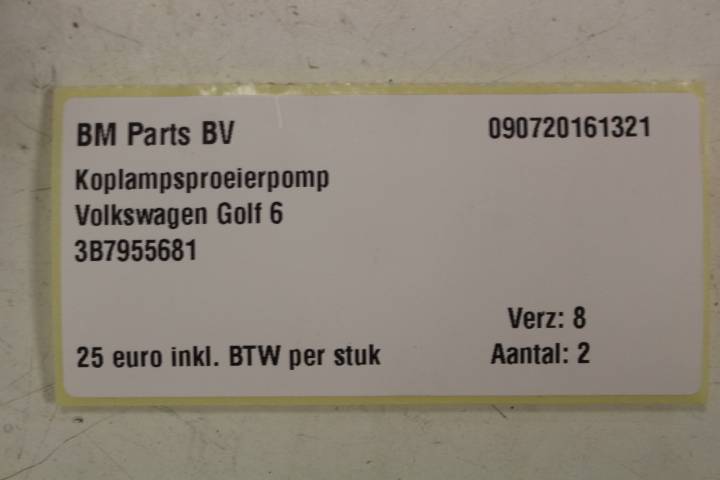 BM Parts BV
090720161321
Koplampsproeierpomp
Volkswagen Golf 6
3B7955681
Verz: 8
25 euro inkl. BTW per stuk
Aantal: 2